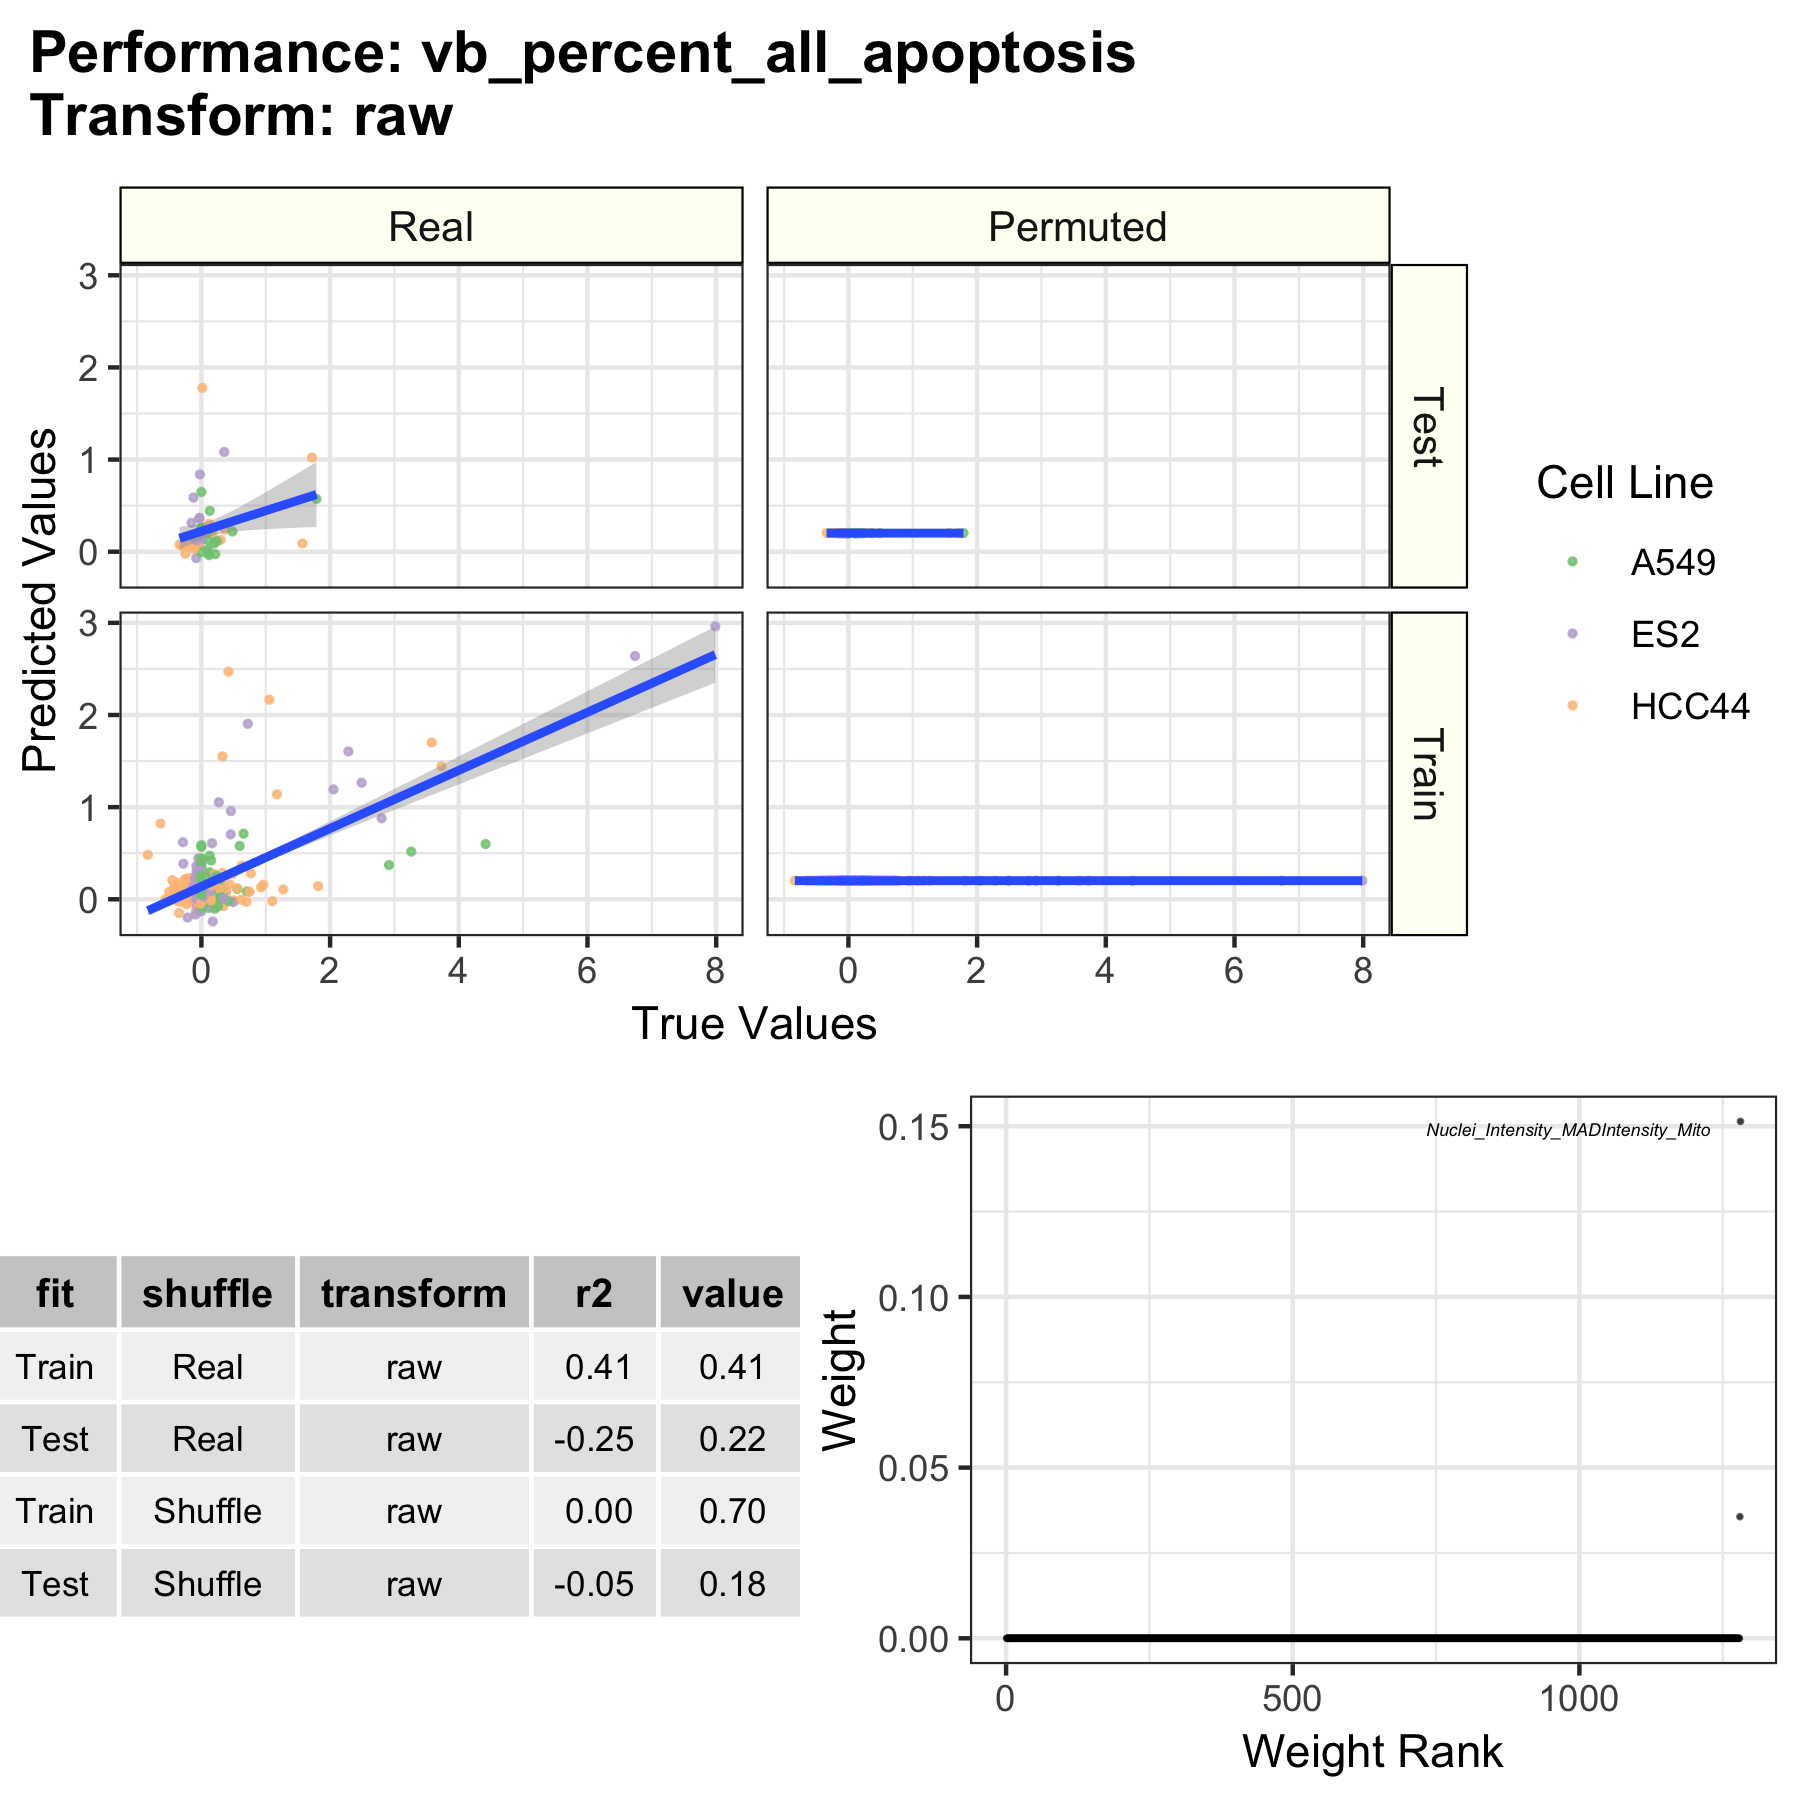 Performance: vb_percent_all_apoptosis
Transform: raw
Real
Permuted
3
2
1
0
Test
3
2
1
0
Train
Predicted Values
0 2 4 6 8
0 2 4 6 8
True Values
Cell Line
A549
ES2
HCC44
fit shuffle transform r2 value
Train Real raw 0.41 0.41
Test Real raw -0.25 0.22
Train Shuffle raw 0.00 0.70
Test Shuffle raw -0.05 0.18
Weight
0.15
0.10
0.05
0.00
Nuclei_Intensity_MADIntensity_Mito
0 500 1000
Weight Rank